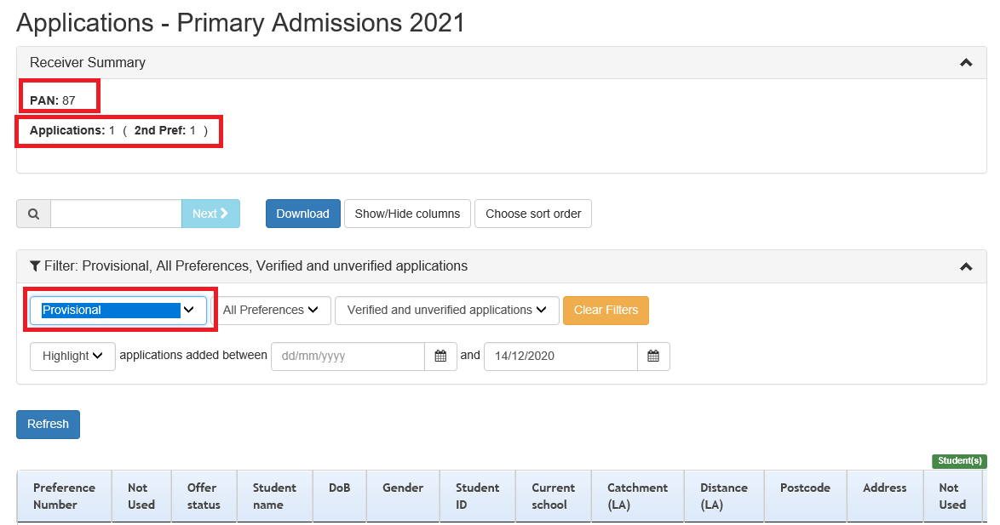 Applications - Primary Admissions 2021
Receiver Summary
PAN: 87
Applications: 1 ( 2nd Pref: 1 )
Next
Download
Show/Hide columns
Choose sort order
Filter: Provisional, All Preferences, Verified and unverified applications
Provisional
All Preferences
Verified and unverified applications
Clear Filters
Highlight applications added between dd/mm/yyyy and 14/12/2020
Refresh
Student(s)
Preference Number
Not Used
Offer status
Student name
DoB
Gender
Student ID
Current school
Catchment (LA)
Distance (LA)
Postcode
Address
Not Used